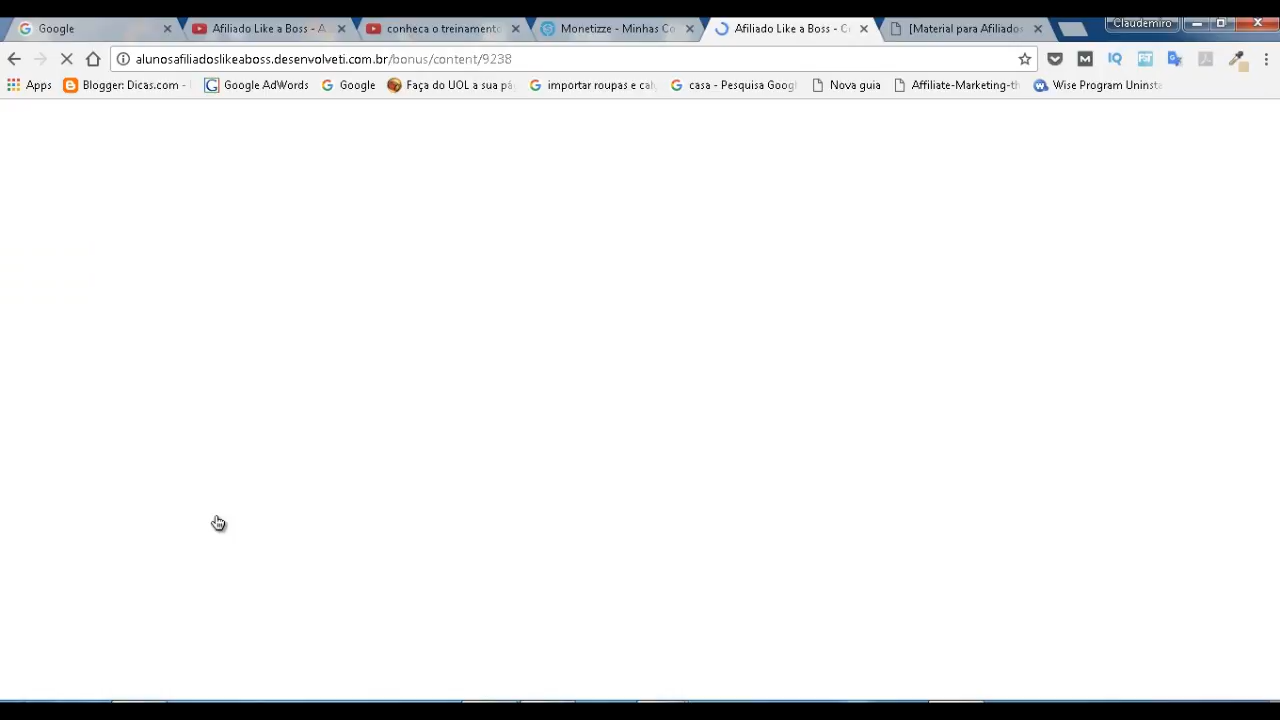 Google
Afiliado Like a Boss - A
conheca o treinamento
Monetizze - Minhas Co
Afiliado Like a Boss - C
[Material para Afiliados
Claudemiro
alunosafiliadoslikeaboss.desenvolveti.com.br/bonus/content/9238
Apps
Blogger: Dicas.com -
Google AdWords
Google
Faça do UOL a sua pá
importar roupas e cal
casa - Pesquisa Goog
Nova guia
Affiliate-Marketing-th
Wise Program Uninsta